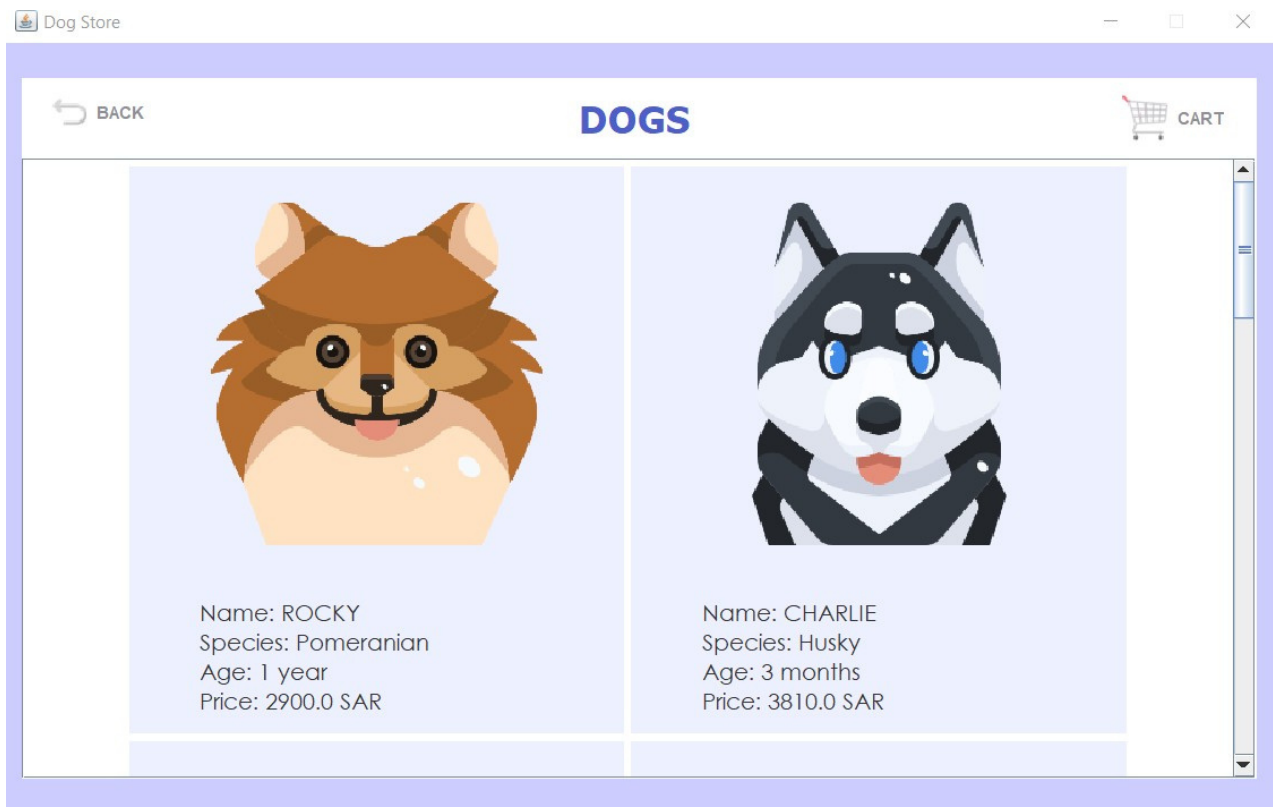 Dog Store
BACK
DOGS
CART
Name: ROCKY
Species: Pomeranian
Age: 1 year
Price: 2900.0 SAR
Name: CHARLIE
Species: Husky
Age: 3 months
Price: 3810.0 SAR